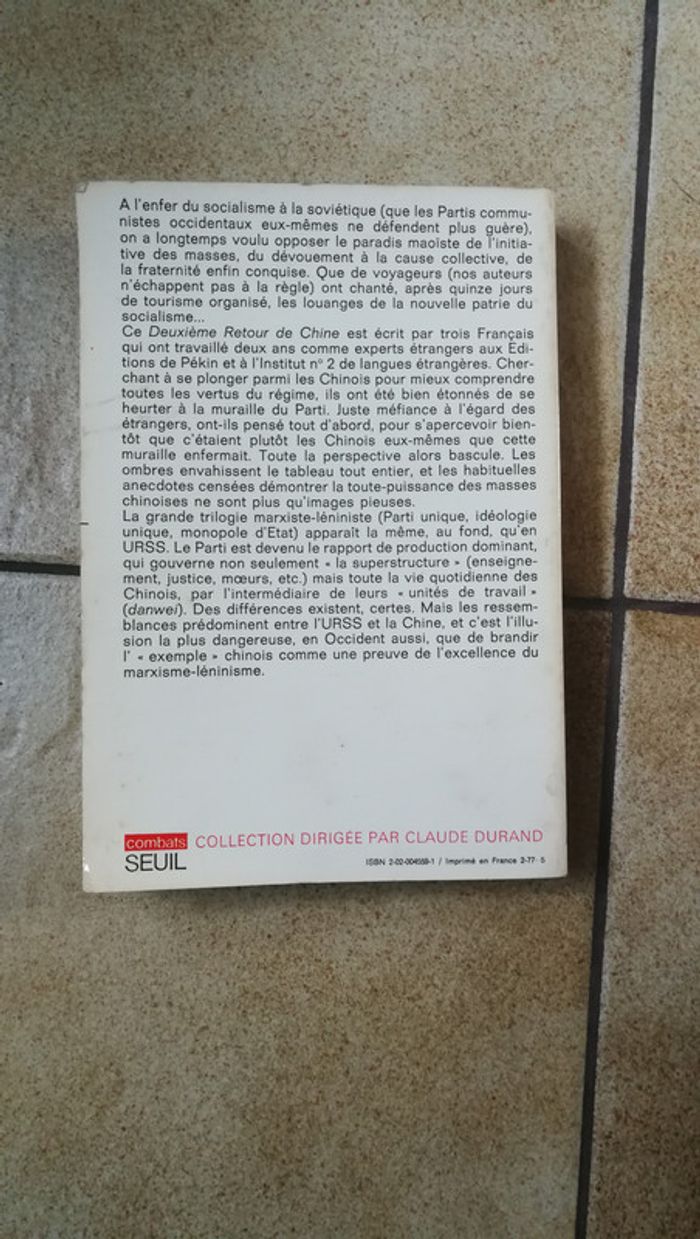 A l'enfer du socialisme à la soviétique (que les Partis commu-
nistes occidentaux eux-mêmes ne défendent plus guère),
on a longtemps voulu opposer le paradis maoïste de l'initia-
tive des masses, du dévouement à la cause collective, de
la fraternité enfin conquise. Que de voyageurs (nos auteurs
n'échappent pas à la règle) ont chanté, après quinze jours
de tourisme organisé, les louanges de la nouvelle patrie du
socialisme...
Ce Deuxième Retour de Chine est écrit par trois Français
qui ont travaillé deux ans comme experts étrangers aux Edi-
tions de Pékin et à l'Institut n° 2 de langues étrangères. Cher-
chant à se plonger parmi les Chinois pour mieux comprendre
toutes les vertus du régime, ils ont été bien étonnés de se
heurter à la muraille du Parti. Juste méfiance à l'égard des
étrangers, ont-ils pensé tout d'abord, pour s'apercevoir bien-
tôt que c'étaient plutôt les Chinois eux-mêmes que cette
muraille enfermait. Toute la perspective alors bascule. Les
ombres envahissent le tableau tout entier, et les habituelles
anecdotes censées démontrer la toute-puissance des masses
chinoises ne sont plus qu'images pieuses.
La grande trilogie marxiste-léniniste (Parti unique, idéologie
unique, monopole d'Etat) apparaît la même, au fond, qu'en
URSS. Le Parti est devenu le rapport de production dominant,
qui gouverne non seulement « la superstructure » (enseigne-
ment, justice, mœurs, etc.) mais toute la vie quotidienne des
Chinois, par l'intermédiaire de leurs « unités de travail »
(danwei). Des différences existent, certes. Mais les ressem-
blances prédominent entre l'URSS et la Chine, et c'est l'illu-
sion la plus dangereuse, en Occident aussi, que de brandir
l' « exemple » chinois comme une preuve de l'excellence du
marxisme-léninisme.
combats COLLECTION DIRIGÉE PAR CLAUDE DURAND
SEUIL ISBN 2-02-004559-1 / Imprimé en France 2-77 5